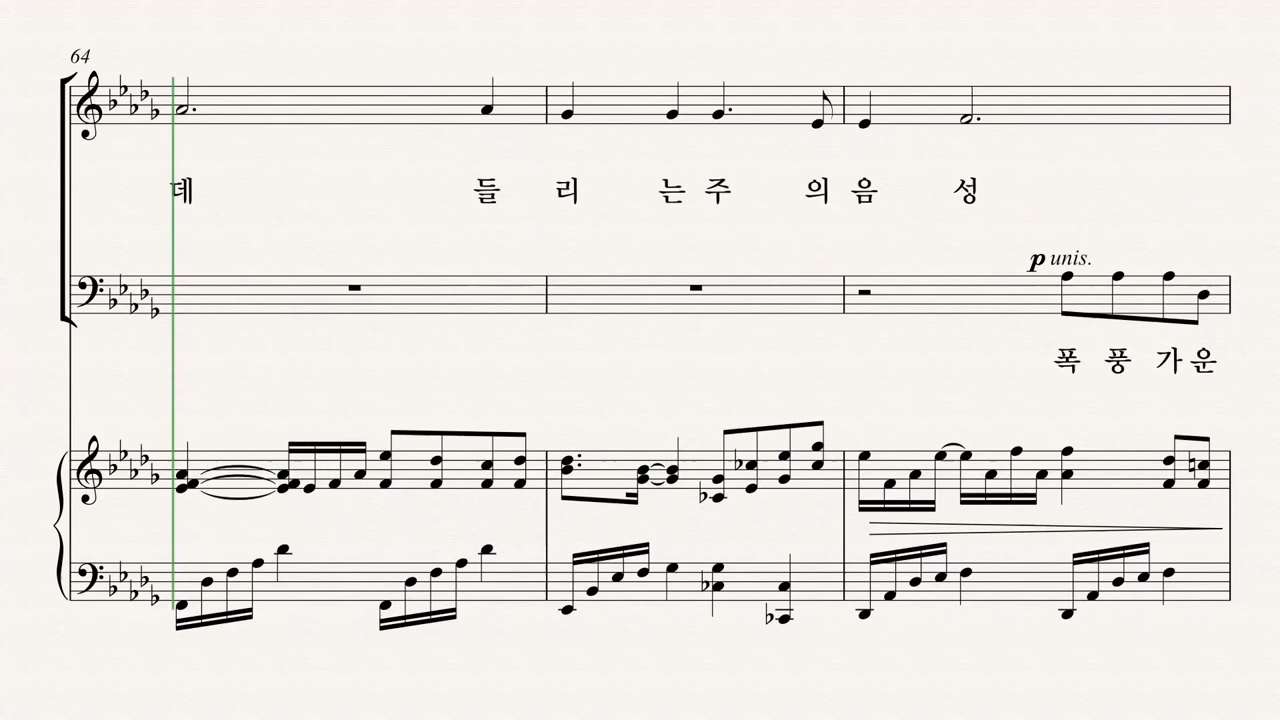 64
데 들 리 는 주 의 음 성
p unis.
폭 풍 가 운